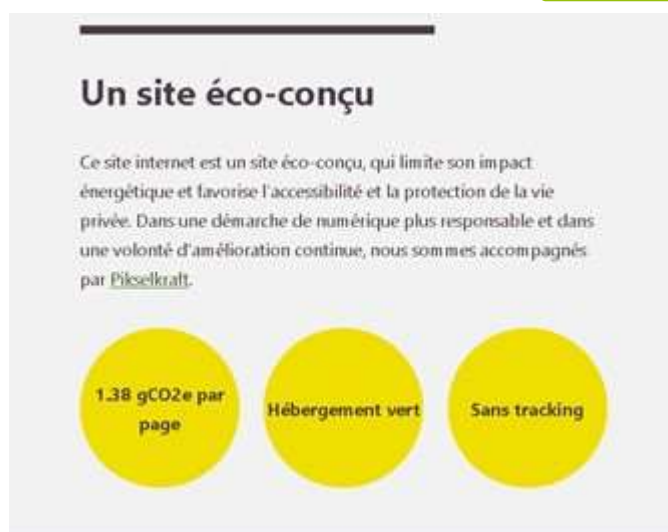 Un site éco-conçu
Ce site internet est un site éco-conçu, qui limite son impact
énergétique et favorise l'accessibilité et la protection de la vie
privée. Dans une démarche de numérique plus responsable et dans
une volonté d'amélioration continue, nous sommes accompagnés
par Pikselkraft.
1.38 gCO2e par
page
Hébergement vert
Sans tracking